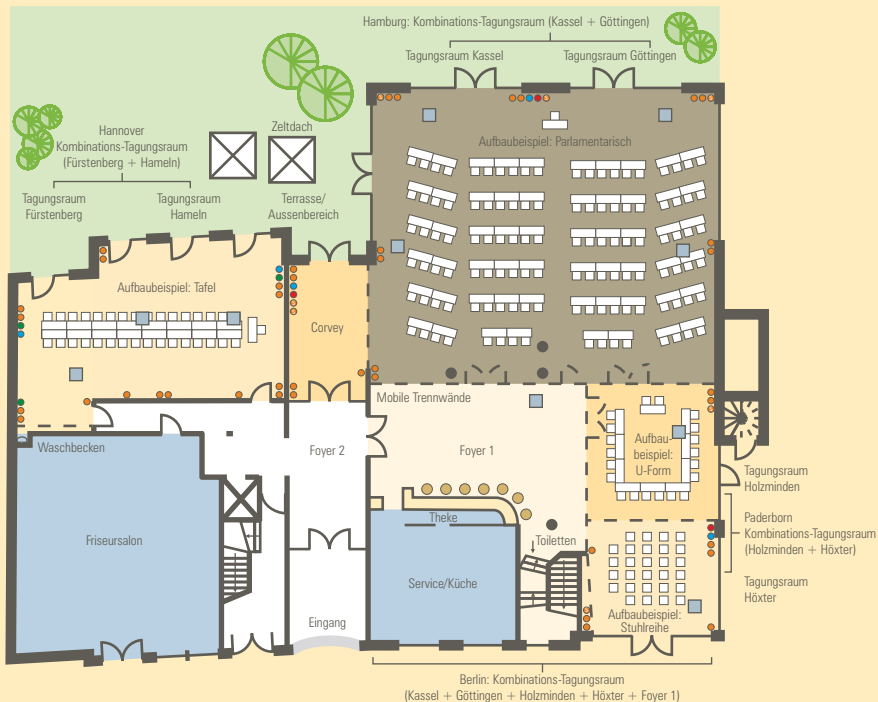 Hamburg: Kombinations-Tagungsraum (Kassel + Göttingen)
Tagungsraum Kassel
Tagungsraum Göttingen
Hannover
Kombinations-Tagungsraum
(Fürstenberg + Hameln)
Zeltdach
Aufbaubeispiel: Parlamentarisch
Tagungsraum
Fürstenberg
Tagungsraum
Hameln
Terrasse/
Aussenbereich
Aufbaubeispiel: Tafel
Corvey
Mobile Trennwände
Waschbecken
Foyer 2
Foyer 1
Aufbau-
beispiel:
U-Form
Tagungsraum
Holzminden
Friseursalon
Theke
Toiletten
Paderborn
Kombinations-Tagungsraum
(Holzminden + Höxter)
Service/Küche
Tagungsraum
Höxter
Eingang
Aufbaubeispiel:
Stuhlreihe
Berlin: Kombinations-Tagungsraum
(Kassel + Göttingen + Holzminden + Höxter + Foyer 1)